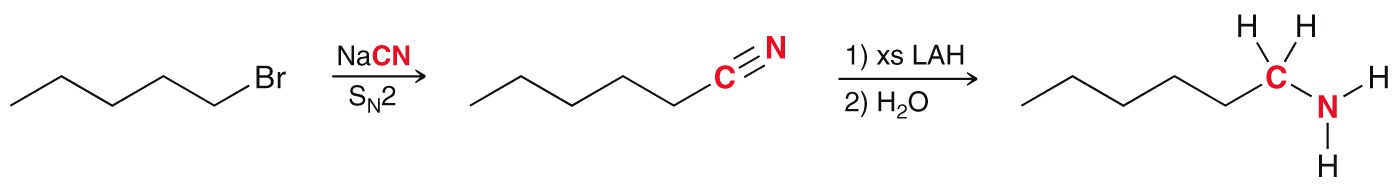 Br
NaCN
SN2
C≡N
1) xs LAH
2) H2O
H H
C
N H
H